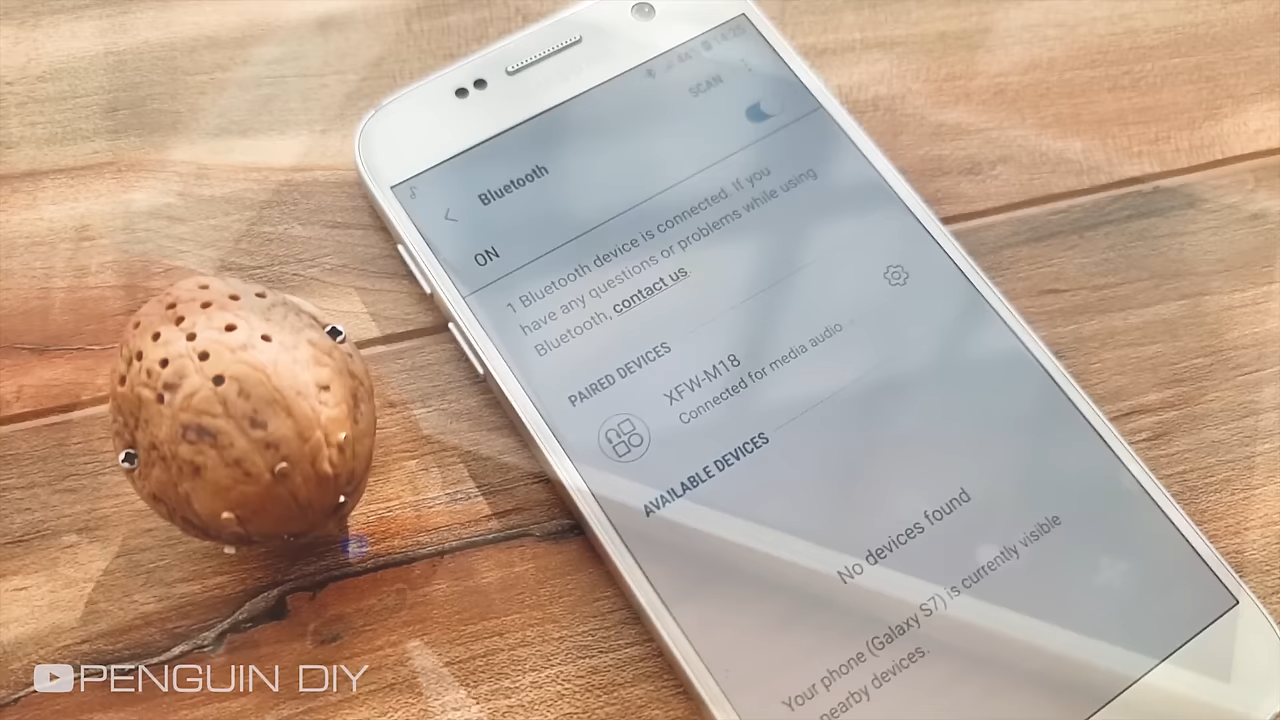 14:25
SCAN
Bluetooth
ON
1 Bluetooth device is connected. If you
have any questions or problems while using
Bluetooth, contact us.
PAIRED DEVICES
XFW-M18
Connected for media audio
AVAILABLE DEVICES
No devices found
Your phone (Galaxy S7) is currently visible
nearby devices.
PENGUIN DIY